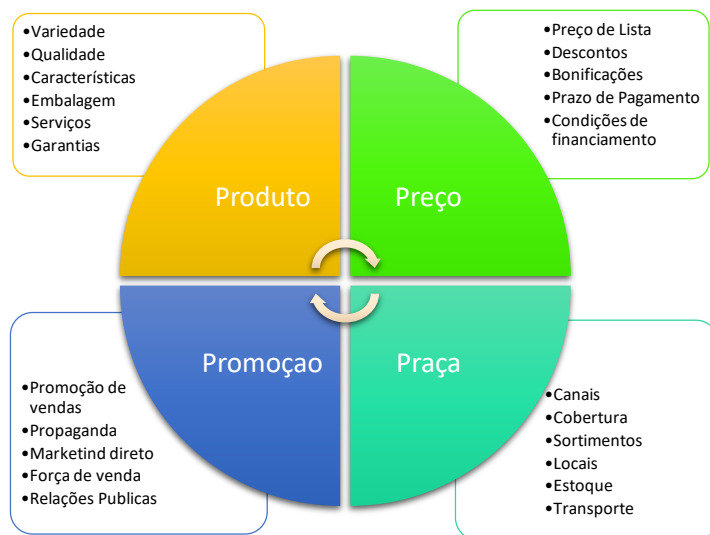 •Variedade
•Qualidade
•Características
•Embalagem
•Serviços
•Garantias
•Preço de Lista
•Descontos
•Bonificações
•Prazo de Pagamento
•Condições de
financiamento
Produto
Preço
Promoçao
Praça
•Promoção de
vendas
•Propaganda
•Marketind direto
•Força de venda
•Relações Publicas
•Canais
•Cobertura
•Sortimentos
•Locais
•Estoque
•Transporte